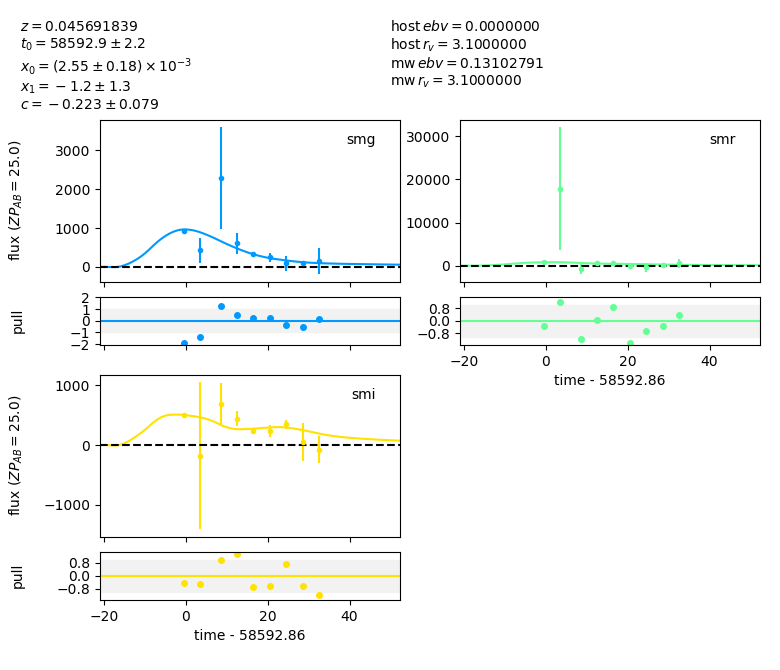 z = 0.045691839
t₀ = 58592.9 ± 2.2
x₀ = (2.55 ± 0.18) × 10⁻³
x₁ = −1.2 ± 1.3
c = −0.223 ± 0.079
host ebv = 0.0000000
host r_v = 3.1000000
mw ebv = 0.13102791
mw r_v = 3.1000000
smg
flux (ZP_AB = 25.0)
3000
2000
1000
0
smr
30000
20000
10000
0
pull
2
1
0
−1
−2
0.8
0.0
−0.8
−20 0 20 40
time - 58592.86
smi
flux (ZP_AB = 25.0)
1000
0
−1000
pull
0.8
0.0
−0.8
−20 0 20 40
time - 58592.86